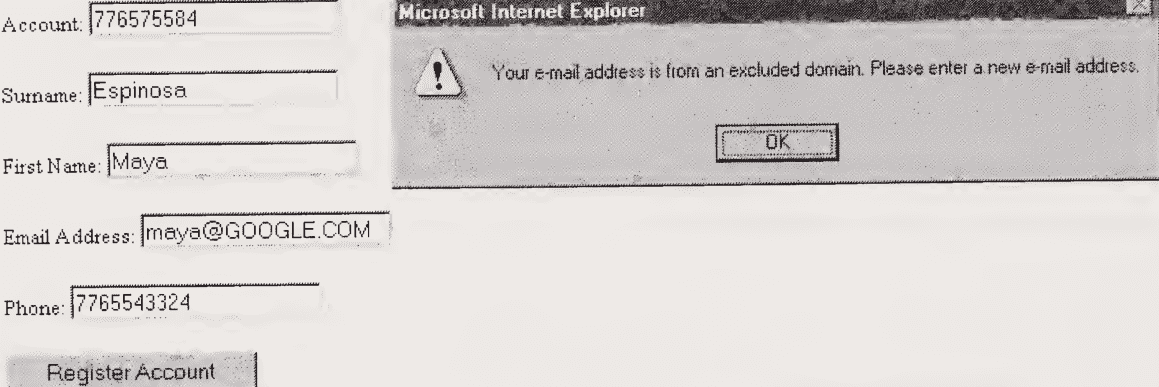 Account: 776575584
Surname: Espinosa
First Name: Maya
Email Address: maya@GOOGLE.COM
Phone: 7765543324
Register Account
Microsoft Internet Explorer
Your e-mail address is from an excluded domain. Please enter a new e-mail address.
OK